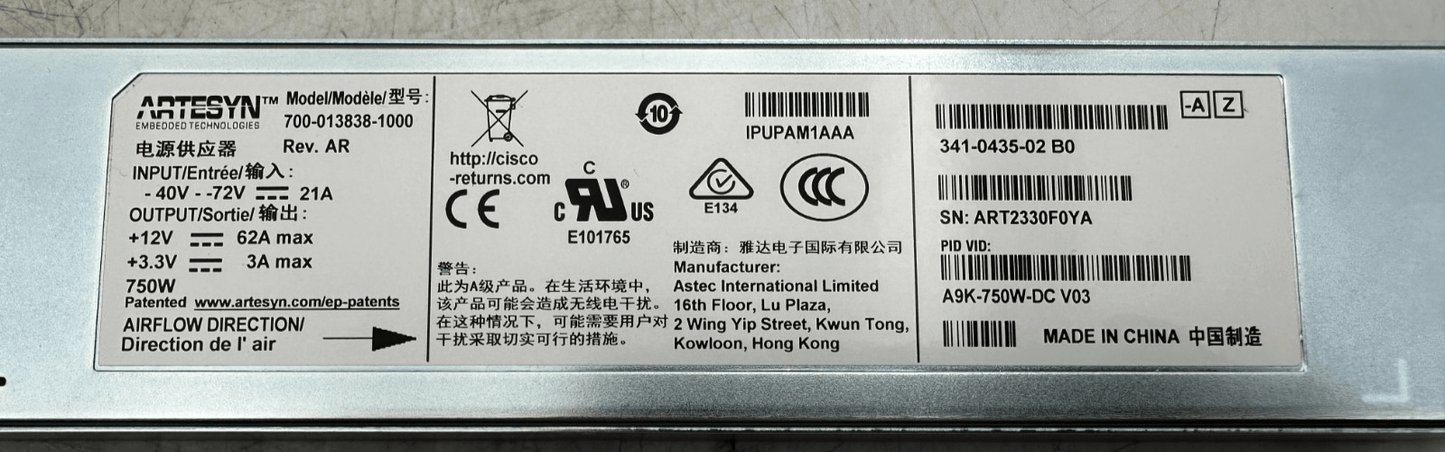 ARTESYN™
EMBEDDED TECHNOLOGIES
Model/Modèle/型号:
700-013838-1000
电源供应器
Rev. AR
INPUT/Entrée/输入:
- 40V - -72V 21A
OUTPUT/Sortie/输出:
+12V 62A max
+3.3V 3A max
750W
Patented www.artesyn.com/ep-patents
AIRFLOW DIRECTION/
Direction de l' air
http://cisco
-returns.com
CE
C
C UR® US
E101765
警告:
此为A级产品。在生活环境中,
该产品可能会造成无线电干扰。
在这种情况下，可能需要用户对
干扰采取切实可行的措施。
10
IPUPAM1AAA
E134
CCC
制造商：雅达电子国际有限公司
Manufacturer:
Astec International Limited
16th Floor, Lu Plaza,
2 Wing Yip Street, Kwun Tong,
Kowloon, Hong Kong
-A Z
341-0435-02 B0
SN: ART2330F0YA
PID VID:
A9K-750W-DC V03
MADE IN CHINA 中国制造